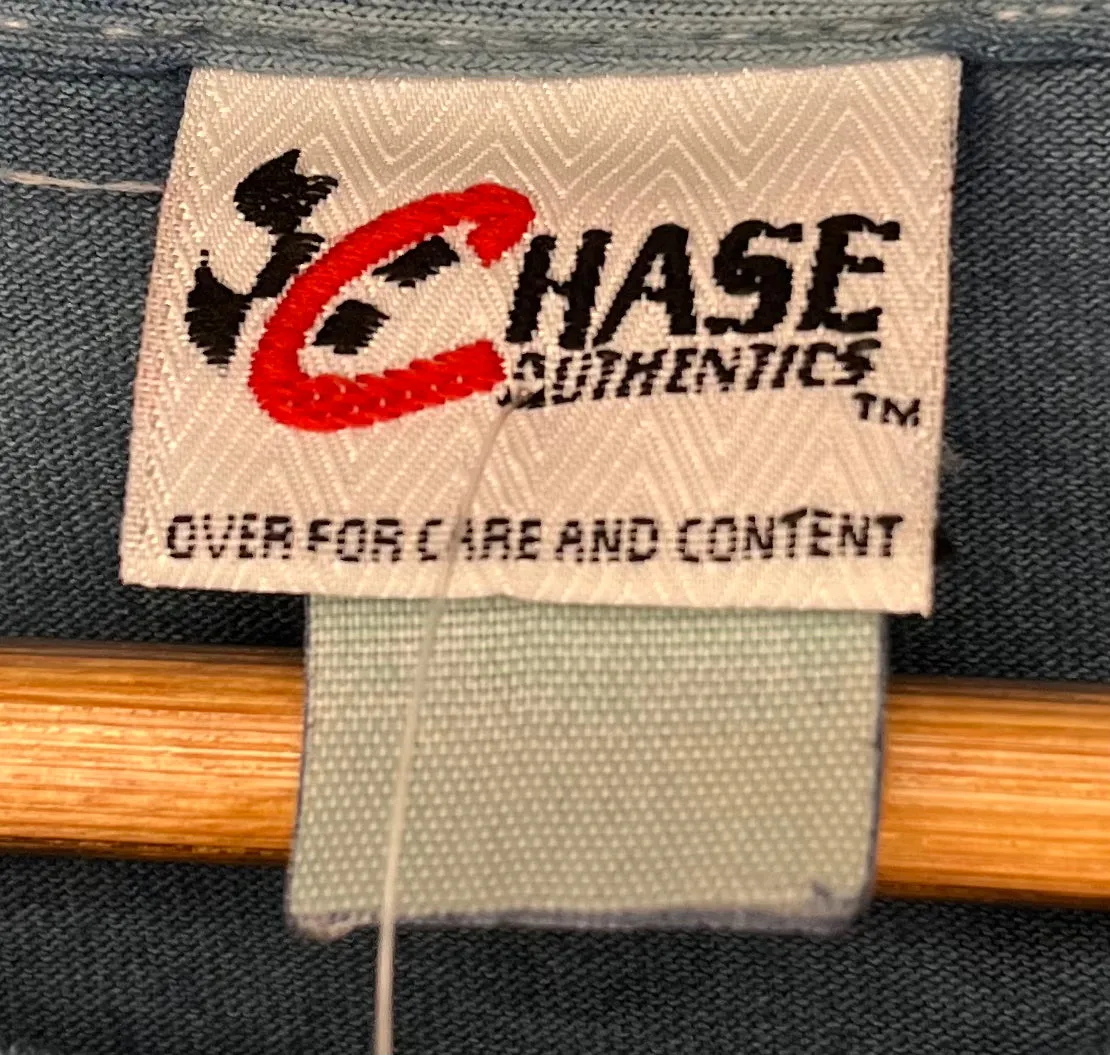 CHASE
AUTHENTICS
TM
OVER FOR CARE AND CONTENT